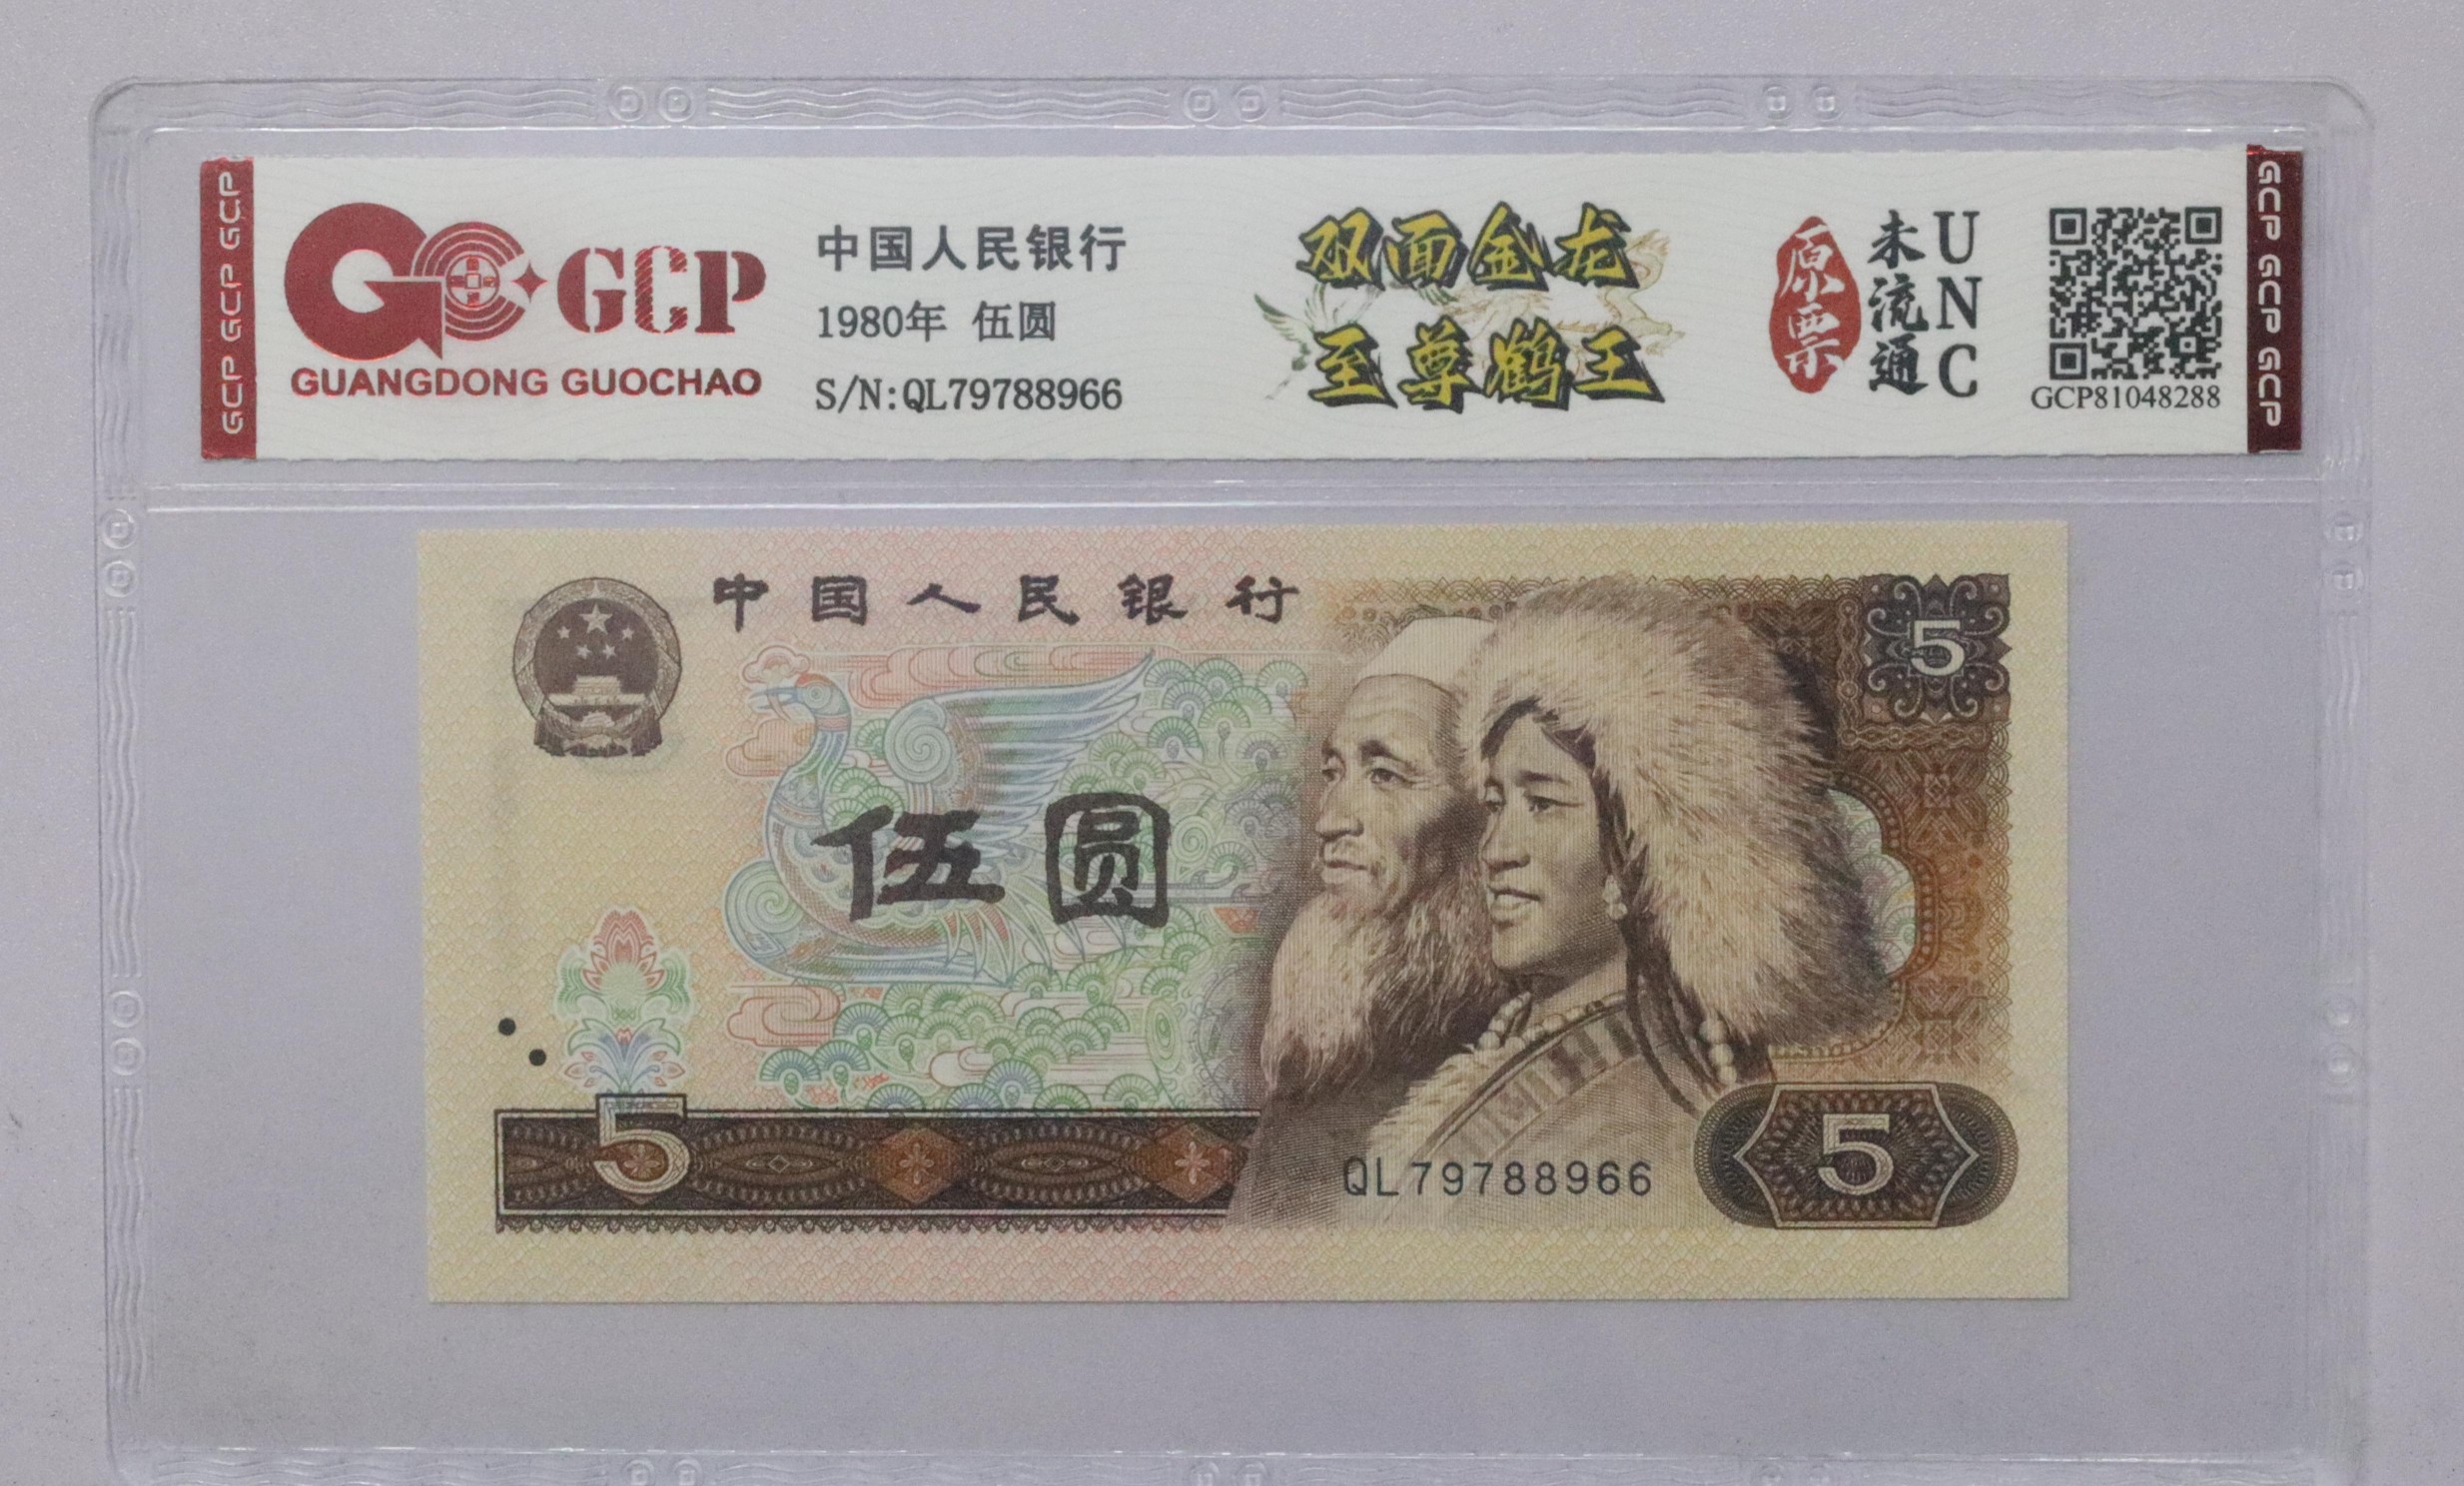 GCP GCP GCP
GCP
GUANGDONG GUOCHAO
中国人民银行
1980年 伍圆
S/N:QL79788966
双面金龙
至尊鹤王
原票
未流通
UNC
GCP81048288
GCP GCP GCP
中国人民银行
5
伍圆
5
QL79788966
5